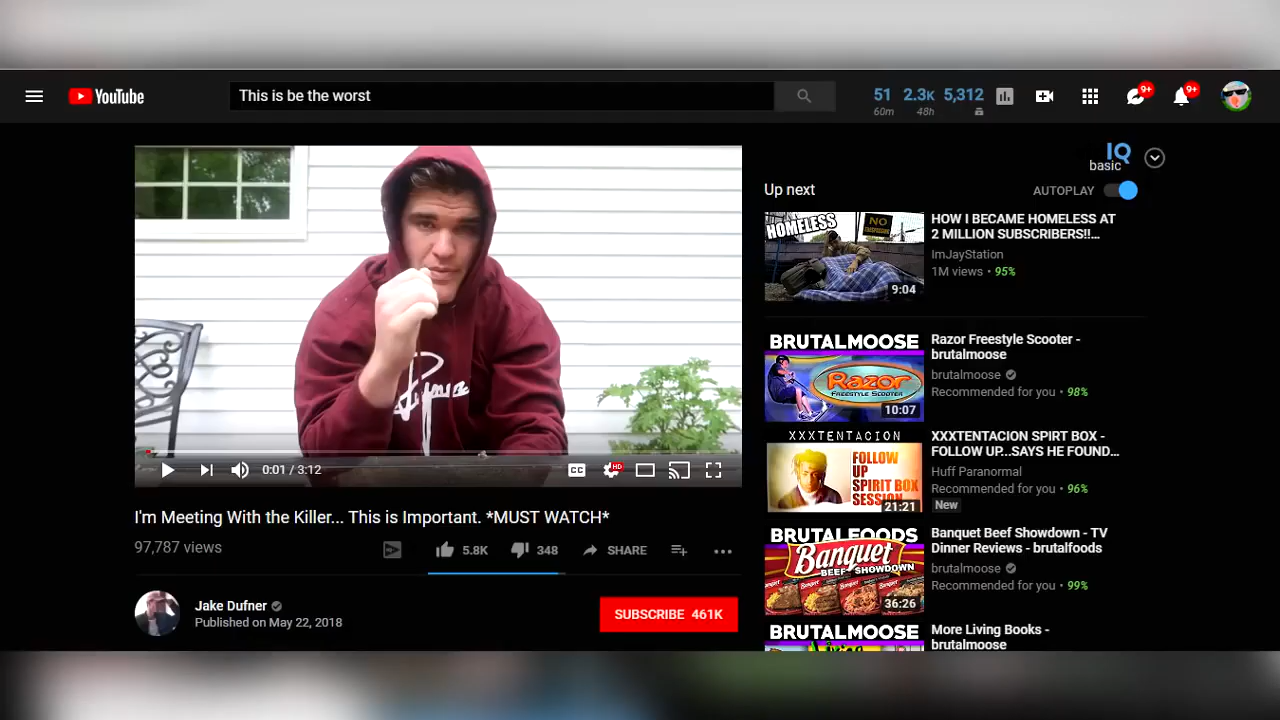 YouTube
This is be the worst
51 2.3K 5,312
60m 48h
9+
9+
IQ
basic
Up next
AUTOPLAY
HOMELESS
NO
9:04
HOW I BECAME HOMELESS AT
2 MILLION SUBSCRIBERS!!...
ImJayStation
1M views • 95%
BRUTALMOOSE
Razor
FREESTYLE SCOOTER
10:07
Razor Freestyle Scooter -
brutalmoose
brutalmoose
Recommended for you • 98%
XXXTENTACION
FOLLOW
UP
SPIRIT BOX
SESSION
21:21
XXXTENTACION SPIRT BOX -
FOLLOW UP...SAYS HE FOUND...
Huff Paranormal
Recommended for you • 96%
New
BRUTALFOODS
Banquet
BEEF SHOWDOWN
36:26
Banquet Beef Showdown - TV
Dinner Reviews - brutalfoods
brutalmoose
Recommended for you • 99%
BRUTALMOOSE
More Living Books -
brutalmoose
0:01 / 3:12
CC
HD
I'm Meeting With the Killer... This is Important. *MUST WATCH*
97,787 views
5.8K
348
SHARE
Jake Dufner
Published on May 22, 2018
SUBSCRIBE 461K